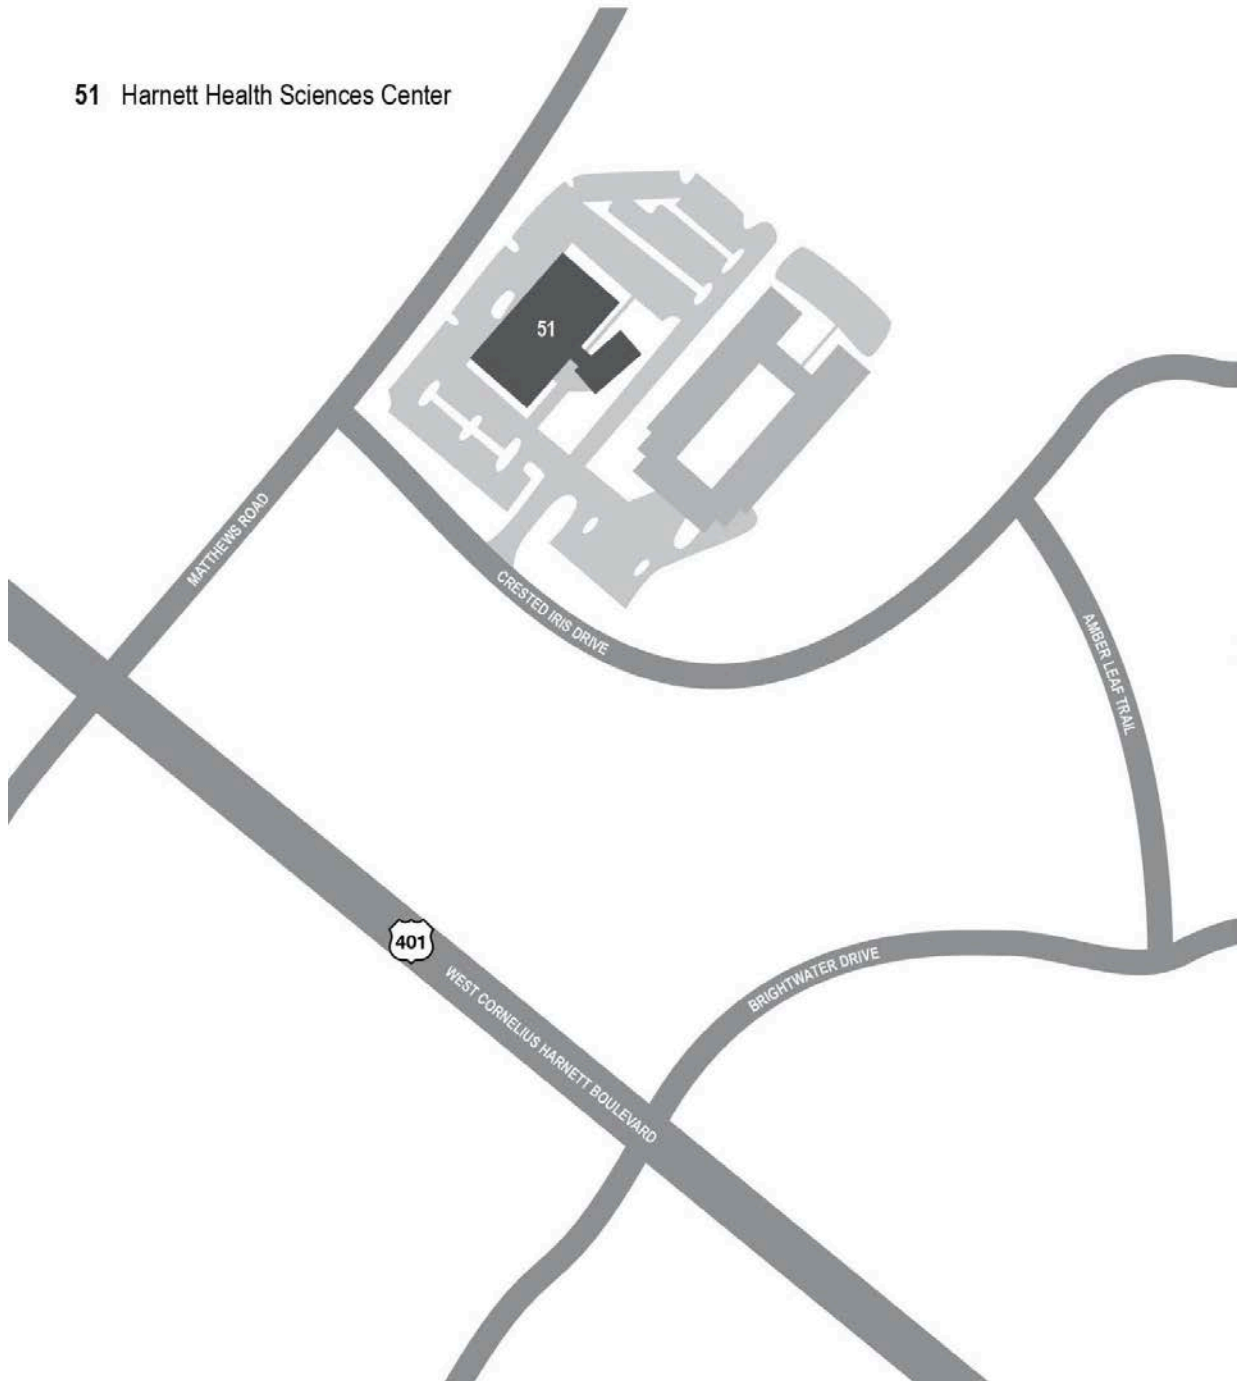 51 Harnett Health Sciences Center
51
MATTHEWS ROAD
CRESTED IRIS DRIVE
AMBER LEAF TRAIL
401
WEST CORNELIUS HARNETT BOULEVARD
BRIGHTWATER DRIVE